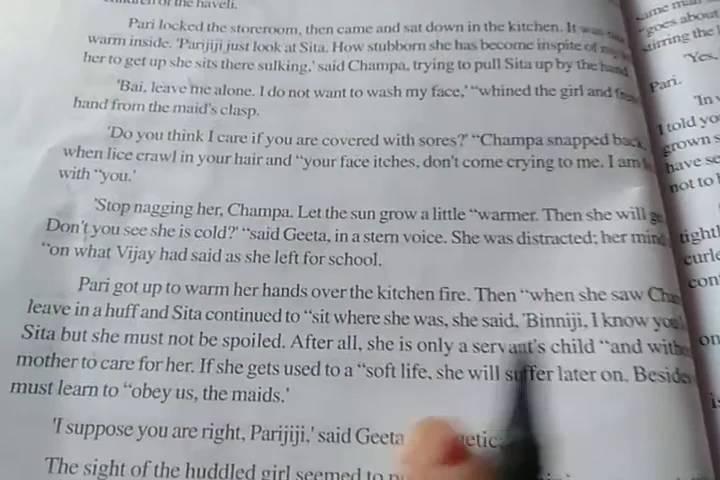 of the haveli.
Pari locked the storeroom, then came and sat down in the kitchen. It was
warm inside. 'Parijiji just look at Sita. How stubborn she has become inspite of
her to get up she sits there sulking,' said Champa, trying to pull Sita up by the hand
'Bai, leave me alone. I do not want to wash my face,' “whined the girl and
hand from the maid's clasp.
'Do you think I care if you are covered with sores?' “Champa snapped back
when lice crawl in your hair and “your face itches, don't come crying to me. I am
with “you.'
'Stop nagging her, Champa. Let the sun grow a little “warmer. Then she will
Don't you see she is cold?' “said Geeta, in a stern voice. She was distracted; her mind
“on what Vijay had said as she left for school.
Pari got up to warm her hands over the kitchen fire. Then “when she saw
leave in a huff and Sita continued to “sit where she was, she said, 'Binniji, I know you
Sita but she must not be spoiled. After all, she is only a servant's child “and
mother to care for her. If she gets used to a “soft life, she will suffer later on. Beside
must learn to “obey us, the maids.'
'I suppose you are right, Parijiji,' said Geeta
The sight of the huddled girl seemed to
same
“goes about
stirring the
'Yes,
Pari.
'In
I told
grown
have
not to
con
on